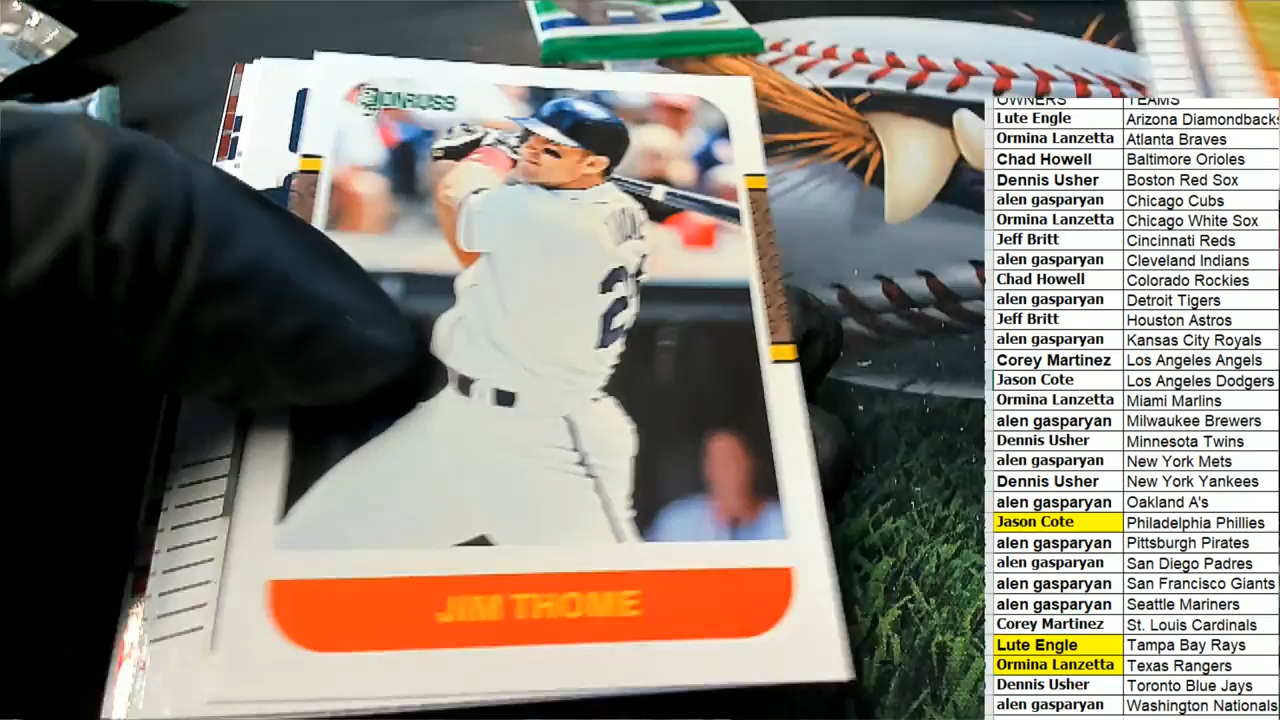 DONRUSS
JIM THOME
OWNERS TEAMS
Lute Engle Arizona Diamondbacks
Ormina Lanzetta Atlanta Braves
Chad Howell Baltimore Orioles
Dennis Usher Boston Red Sox
alen gasparyan Chicago Cubs
Ormina Lanzetta Chicago White Sox
Jeff Britt Cincinnati Reds
alen gasparyan Cleveland Indians
Chad Howell Colorado Rockies
alen gasparyan Detroit Tigers
Jeff Britt Houston Astros
alen gasparyan Kansas City Royals
Corey Martinez Los Angeles Angels
Jason Cote Los Angeles Dodgers
Ormina Lanzetta Miami Marlins
alen gasparyan Milwaukee Brewers
Dennis Usher Minnesota Twins
alen gasparyan New York Mets
Dennis Usher New York Yankees
alen gasparyan Oakland A's
Jason Cote Philadelphia Phillies
alen gasparyan Pittsburgh Pirates
alen gasparyan San Diego Padres
alen gasparyan San Francisco Giants
alen gasparyan Seattle Mariners
Corey Martinez St. Louis Cardinals
Lute Engle Tampa Bay Rays
Ormina Lanzetta Texas Rangers
Dennis Usher Toronto Blue Jays
alen gasparyan Washington Nationals